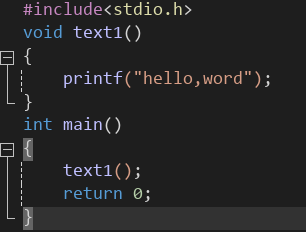 #include<stdio.h>
void text1()
{
    printf("hello,word");
}
int main()
{
    text1();
    return 0;
}